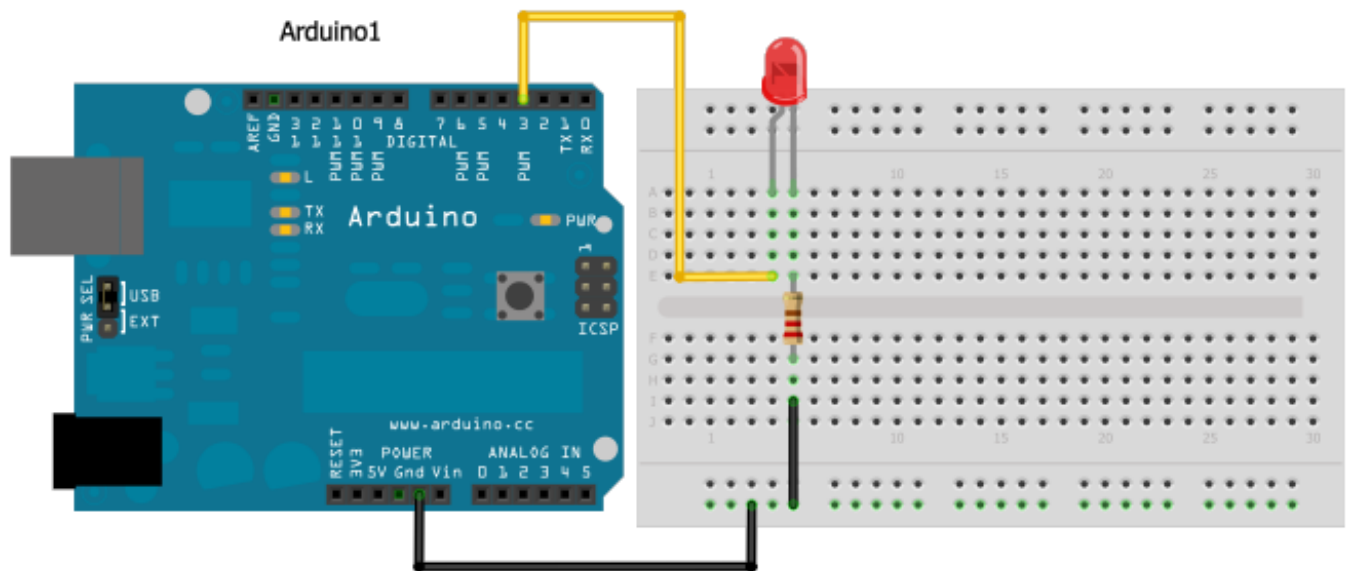 Arduino1
AREF
GND
13
12
11
10
9
8
7
6
5
4
3
2
1
0
DIGITAL
PWM
PWM
PWM
PWM
PWM
PWM
TX
RX
L
TX
RX
Arduino
PWR
1
ICSP
PWR SEL
USB
EXT
www.arduino.cc
POWER
ANALOG IN
RESET
3V3
5V Gnd Vin
0 1 2 3 4 5
1 10 15 20 25 30
A
B
C
D
E
F
G
H
I
J
1 10 15 20 25 30